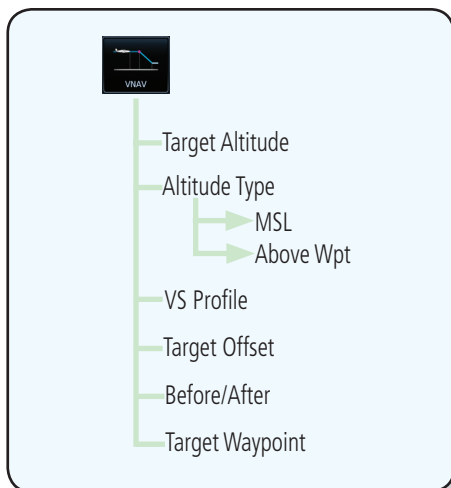 VNAV
Target Altitude
Altitude Type
MSL
Above Wpt
VS Profile
Target Offset
Before/After
Target Waypoint